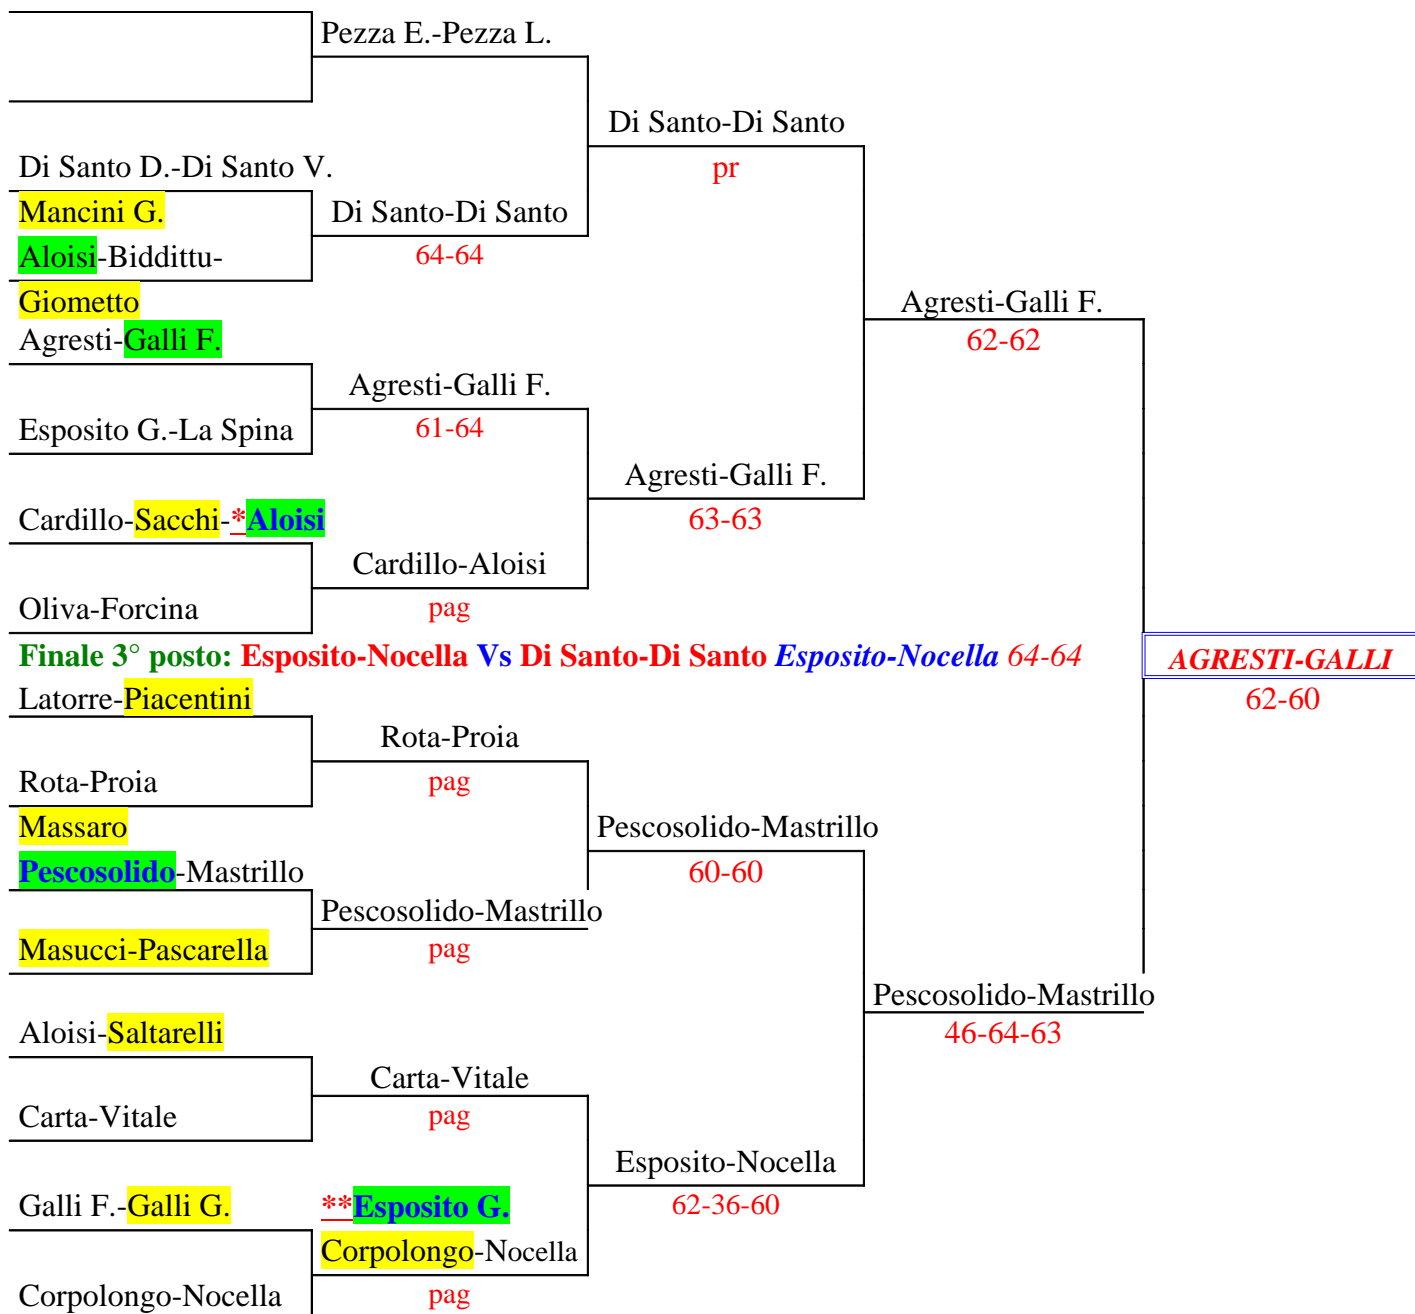 Pezza E.-Pezza L.
Di Santo-Di Santo
Di Santo D.-Di Santo V.
pr
Mancini G.
Di Santo-Di Santo
Aloisi-Biddittu-
64-64
Giometto
Agresti-Galli F.
Agresti-Galli F.
62-62
Agresti-Galli F.
Esposito G.-La Spina
61-64
Agresti-Galli F.
Cardillo-Sacchi-*Aloisi
63-63
Cardillo-Aloisi
Oliva-Forcina
pag
Finale 3° posto: Esposito-Nocella Vs Di Santo-Di Santo Esposito-Nocella 64-64
AGRESTI-GALLI
Latorre-Piacentini
62-60
Rota-Proia
Rota-Proia
pag
Massaro
Pescosolido-Mastrillo
Pescosolido-Mastrillo
60-60
Pescosolido-Mastrillo
Masucci-Pascarella
pag
Pescosolido-Mastrillo
Aloisi-Saltarelli
46-64-63
Carta-Vitale
Carta-Vitale
pag
Esposito-Nocella
Galli F.-Galli G.
**Esposito G.
62-36-60
Corpolongo-Nocella
Corpolongo-Nocella
pag